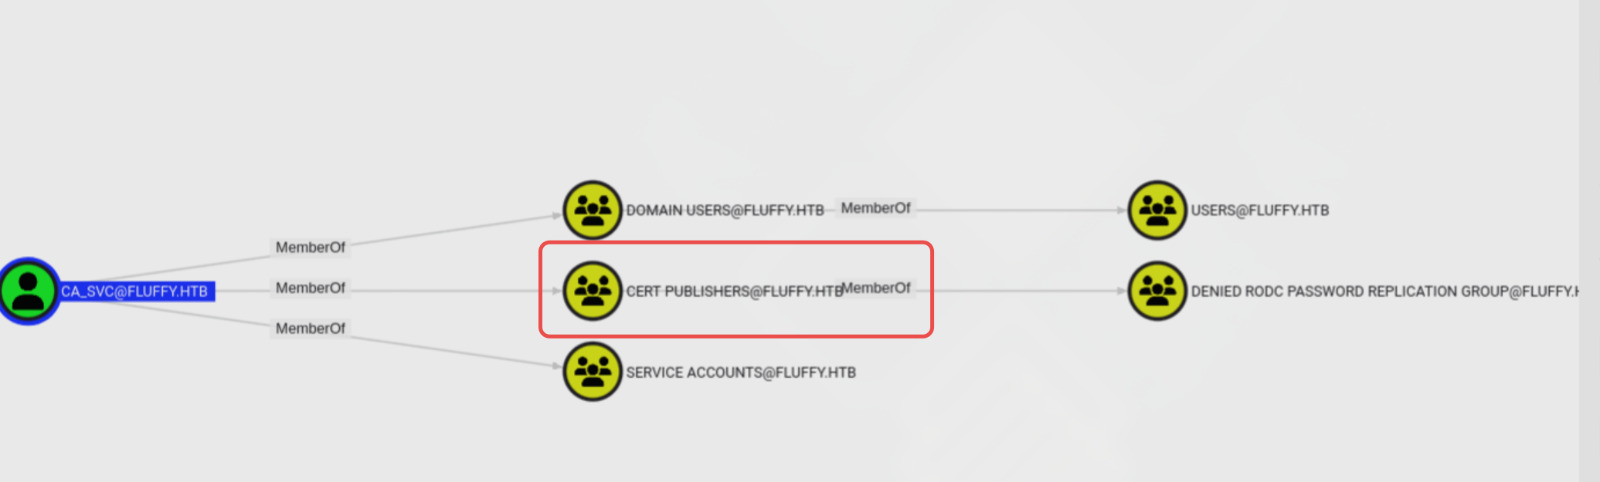 DOMAIN USERS@FLUFFY.HTB
MemberOf
USERS@FLUFFY.HTB
MemberOf
CA_SVC@FLUFFY.HTB
MemberOf
CERT PUBLISHERS@FLUFFY.HTB
MemberOf
DENIED RODC PASSWORD REPLICATION GROUP@FLUFFY.
MemberOf
SERVICE ACCOUNTS@FLUFFY.HTB